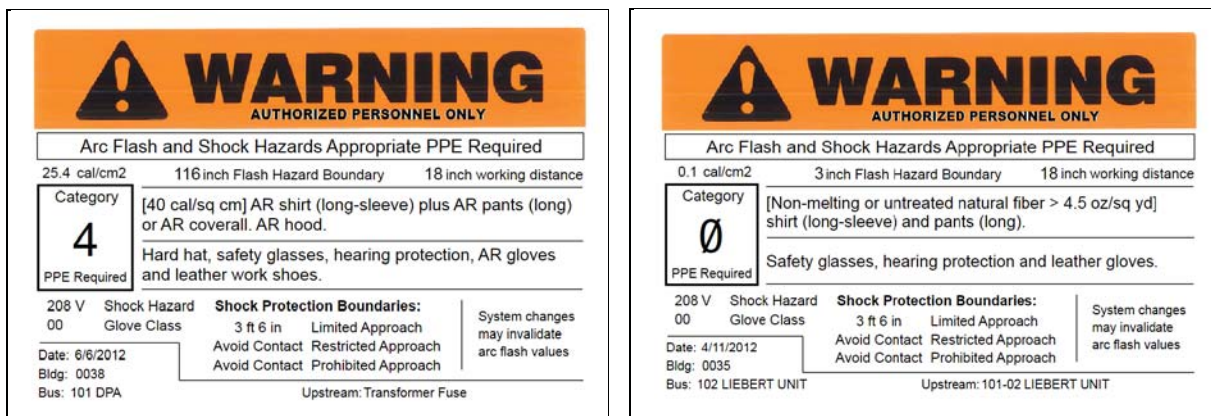 WARNING
AUTHORIZED PERSONNEL ONLY
Arc Flash and Shock Hazards Appropriate PPE Required
25.4 cal/cm2 116 inch Flash Hazard Boundary 18 inch working distance
Category
4
PPE Required
[40 cal/sq cm] AR shirt (long-sleeve) plus AR pants (long)
or AR coverall. AR hood.
Hard hat, safety glasses, hearing protection, AR gloves
and leather work shoes.
208 V Shock Hazard
00 Glove Class
Shock Protection Boundaries:
3 ft 6 in Limited Approach
Avoid Contact Restricted Approach
Avoid Contact Prohibited Approach
System changes
may invalidate
arc flash values
Date: 6/6/2012
Bldg: 0038
Bus: 101 DPA Upstream: Transformer Fuse
WARNING
AUTHORIZED PERSONNEL ONLY
Arc Flash and Shock Hazards Appropriate PPE Required
0.1 cal/cm2 3 inch Flash Hazard Boundary 18 inch working distance
Category
Ø
PPE Required
[Non-melting or untreated natural fiber > 4.5 oz/sq yd]
shirt (long-sleeve) and pants (long).
Safety glasses, hearing protection and leather gloves.
208 V Shock Hazard
00 Glove Class
Shock Protection Boundaries:
3 ft 6 in Limited Approach
Avoid Contact Restricted Approach
Avoid Contact Prohibited Approach
System changes
may invalidate
arc flash values
Date: 4/11/2012
Bldg: 0035
Bus: 102 LIEBERT UNIT Upstream: 101-02 LIEBERT UNIT